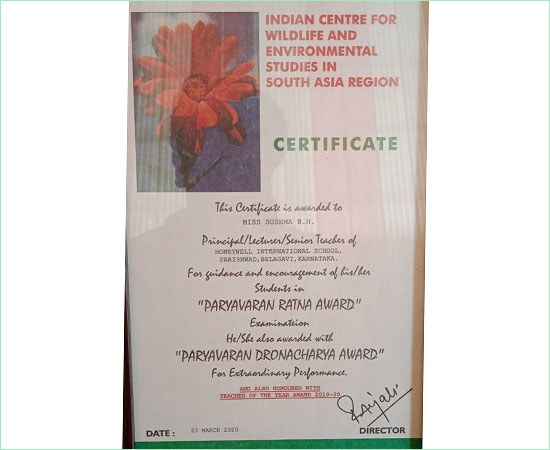 INDIAN CENTRE FOR
WILDLIFE AND
ENVIRONMENTAL
STUDIES IN
SOUTH ASIA REGION
CERTIFICATE
This Certificate is awarded to
MISS SUSHMA B.H.
Principal/Lecturer/Senior Teacher of
HONEYWELL INTERNATIONAL SCHOOL,
PARISHWAD,BELAGAVI,KARNATAKA.
For guidance and encouragement of his/her
Students in
"PARYAVARAN RATNA AWARD"
Examinateion
He/She also awarded with
"PARYAVARAN DRONACHARYA AWARD"
For Extraordinary Performance.
AND ALSO HONOURED WITH
TEACHER OF THE YEAR AWARD 2019-20
DATE : 23 MARCH 2020
DIRECTOR